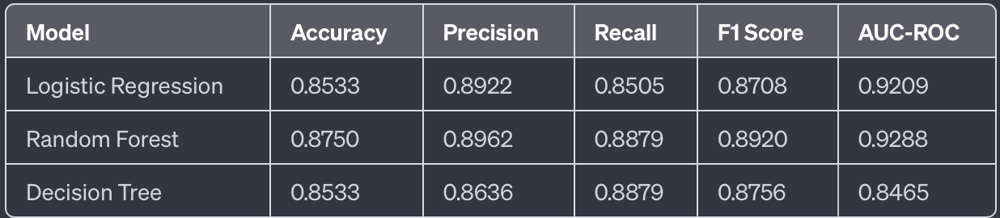 Model Accuracy Precision Recall F1 Score AUC-ROC
Logistic Regression 0.8533 0.8922 0.8505 0.8708 0.9209
Random Forest 0.8750 0.8962 0.8879 0.8920 0.9288
Decision Tree 0.8533 0.8636 0.8879 0.8756 0.8465